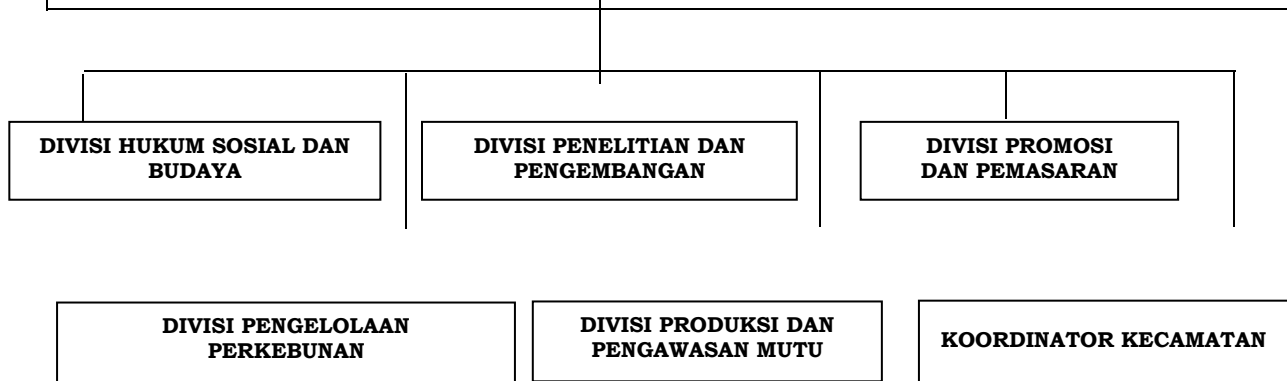 DIVISI HUKUM SOSIAL DAN
BUDAYA
DIVISI PENELITIAN DAN
PENGEMBANGAN
DIVISI PROMOSI
DAN PEMASARAN
DIVISI PENGELOLAAN
PERKEBUNAN
DIVISI PRODUKSI DAN
PENGAWASAN MUTU
KOORDINATOR KECAMATAN